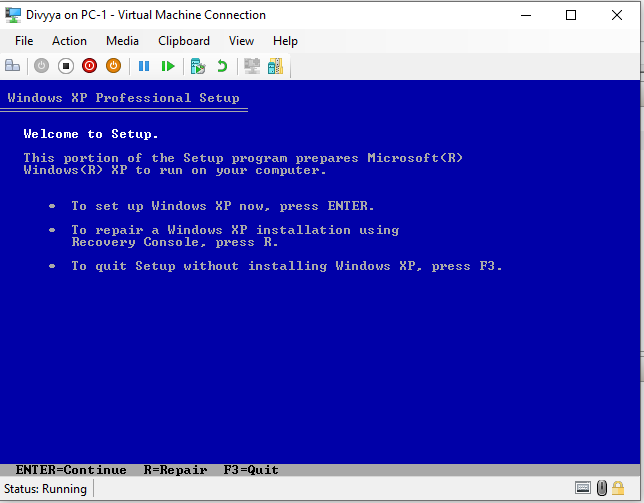 Divyya on PC-1 - Virtual Machine Connection
File Action Media Clipboard View Help
Windows XP Professional Setup
Welcome to Setup.
This portion of the Setup program prepares Microsoft(R)
Windows(R) XP to run on your computer.
• To set up Windows XP now, press ENTER.
• To repair a Windows XP installation using
Recovery Console, press R.
• To quit Setup without installing Windows XP, press F3.
ENTER=Continue R=Repair F3=Quit
Status: Running